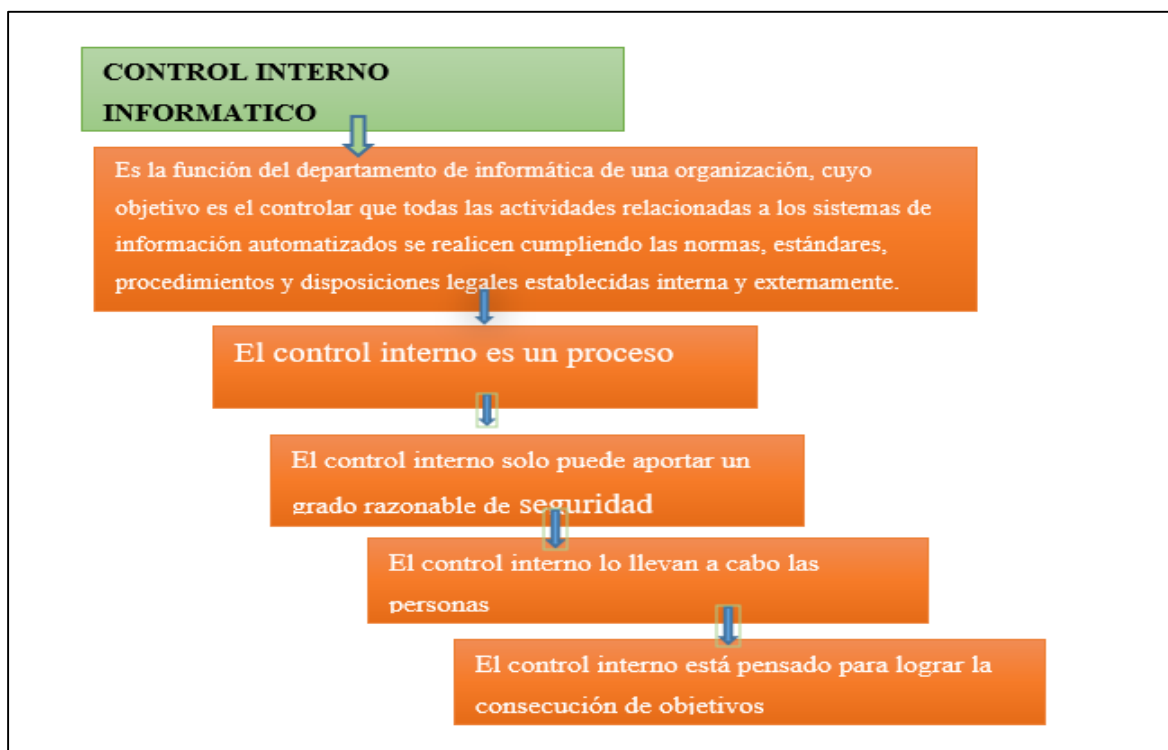 CONTROL INTERNO
INFORMATICO
Es la función del departamento de informática de una organización, cuyo
objetivo es el controlar que todas las actividades relacionadas a los sistemas de
información automatizados se realicen cumpliendo las normas, estándares,
procedimientos y disposiciones legales establecidas interna y externamente.
El control interno es un proceso
El control interno solo puede aportar un
grado razonable de seguridad
El control interno lo llevan a cabo las
personas
El control interno está pensado para lograr la
consecución de objetivos